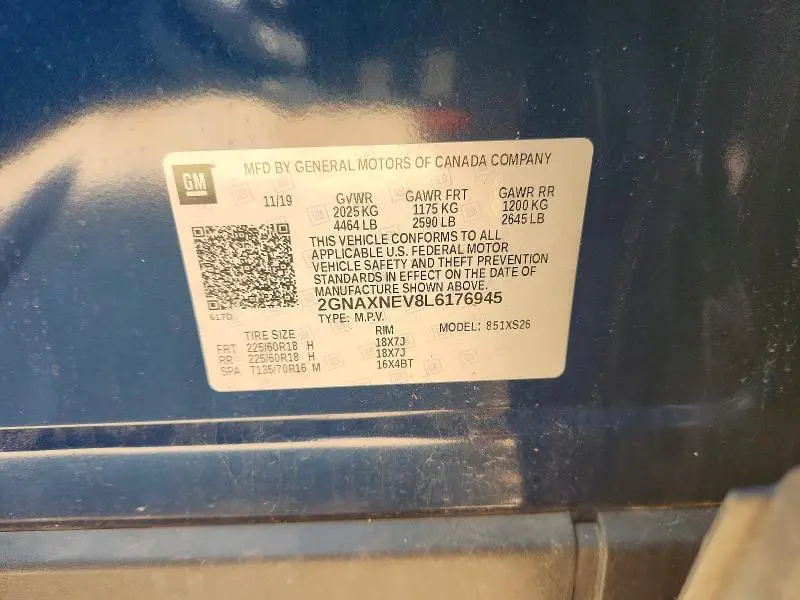 GM
MFD BY GENERAL MOTORS OF CANADA COMPANY
11/19 GVWR GAWR FRT GAWR RR
2025 KG 1175 KG 1200 KG
4464 LB 2590 LB 2645 LB
THIS VEHICLE CONFORMS TO ALL
APPLICABLE U.S. FEDERAL MOTOR
VEHICLE SAFETY AND THEFT PREVENTION
STANDARDS IN EFFECT ON THE DATE OF
MANUFACTURE SHOWN ABOVE.
2GNAXNEV8L6176945
617D
TYPE: M.P.V. MODEL: 851XS26
TIRE SIZE RIM
FRT 225/60R18 H 18X7J
RR 225/60R18 H 18X7J
SPA T135/70R16 M 16X4BT